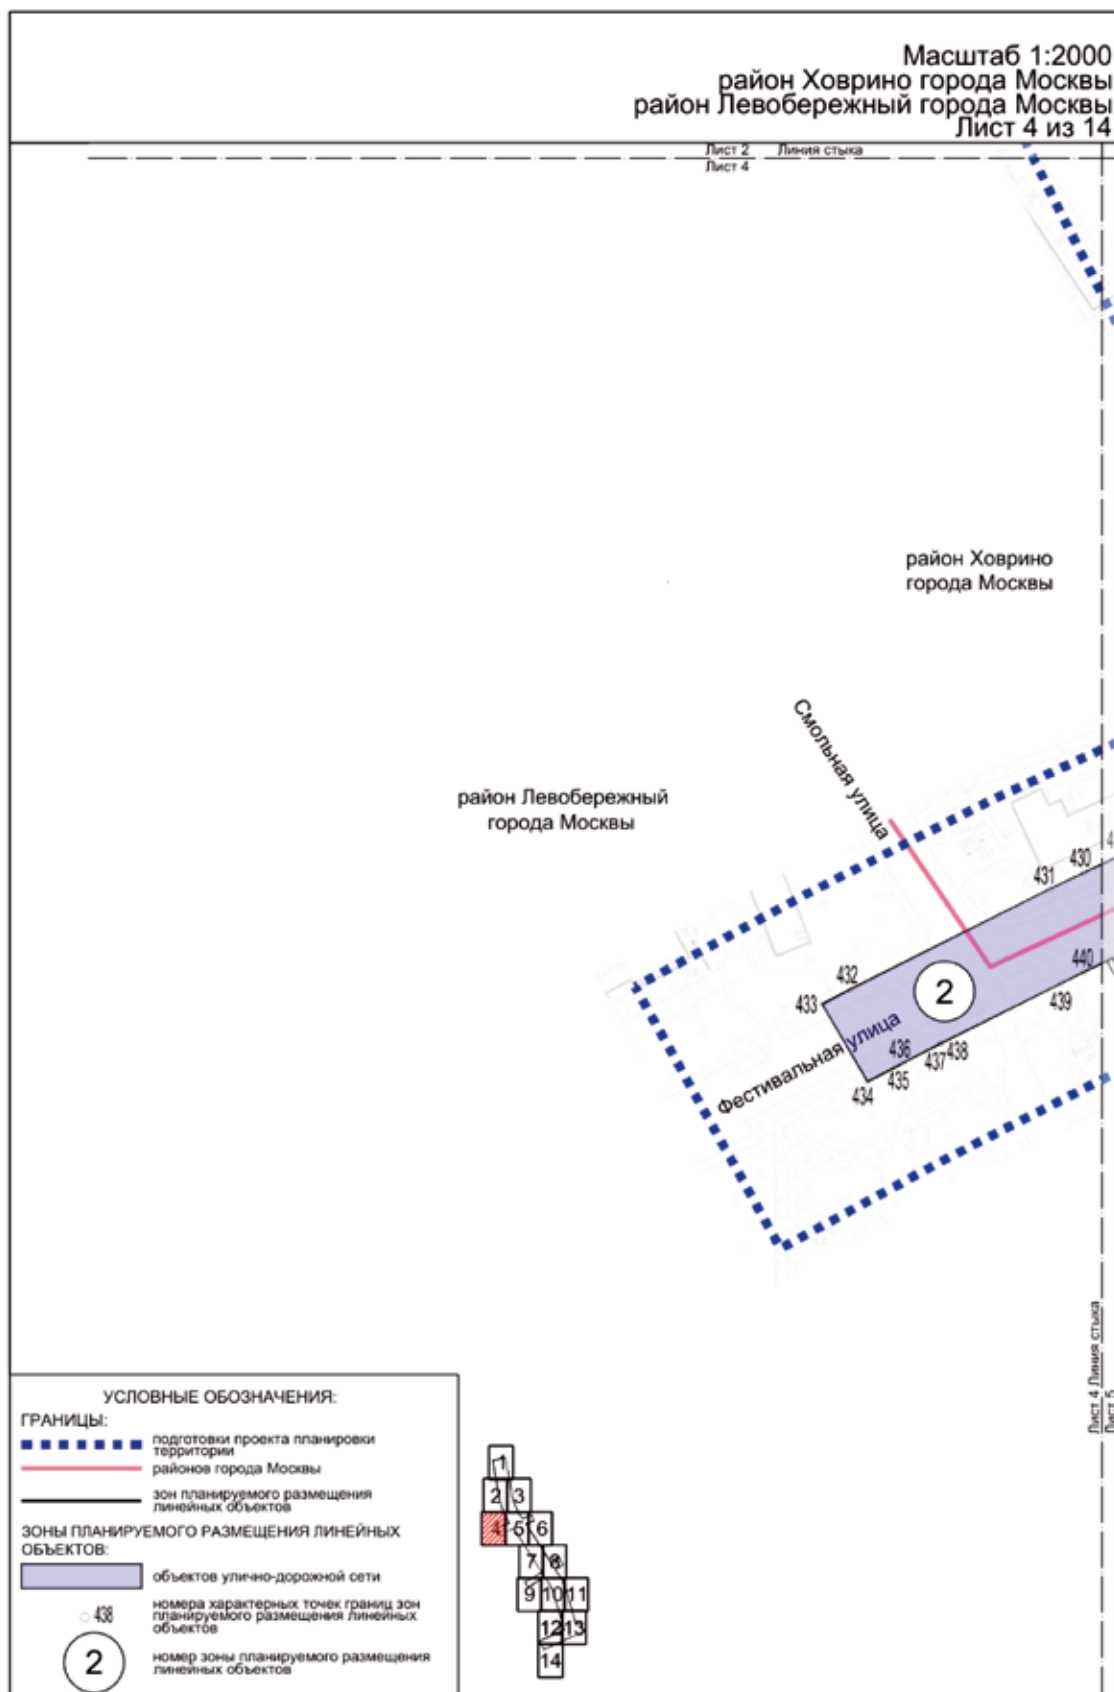 Масштаб 1:2000
район Ховрино города Москвы
район Левобережный города Москвы
Лист 4 из 14
Лист 2 Линия стыка
Лист 4
район Ховрино
города Москвы
Смольная улица
район Левобережный
города Москвы
430
431
432
433
440
439
2
Фестивальная улица
436
438
437
435
434
Лист 4 Линия стыка
Лист 5
УСЛОВНЫЕ ОБОЗНАЧЕНИЯ:
ГРАНИЦЫ:
подготовки проекта планировки
территории
районов города Москвы
зон планируемого размещения
линейных объектов
ЗОНЫ ПЛАНИРУЕМОГО РАЗМЕЩЕНИЯ ЛИНЕЙНЫХ
ОБЪЕКТОВ:
объектов улично-дорожной сети
438
номера характерных точек границ зон
планируемого размещения линейных
объектов
2
номер зоны планируемого размещения
линейных объектов
1
2 3
4 5 6
7 8
9 10 11
12 13
14